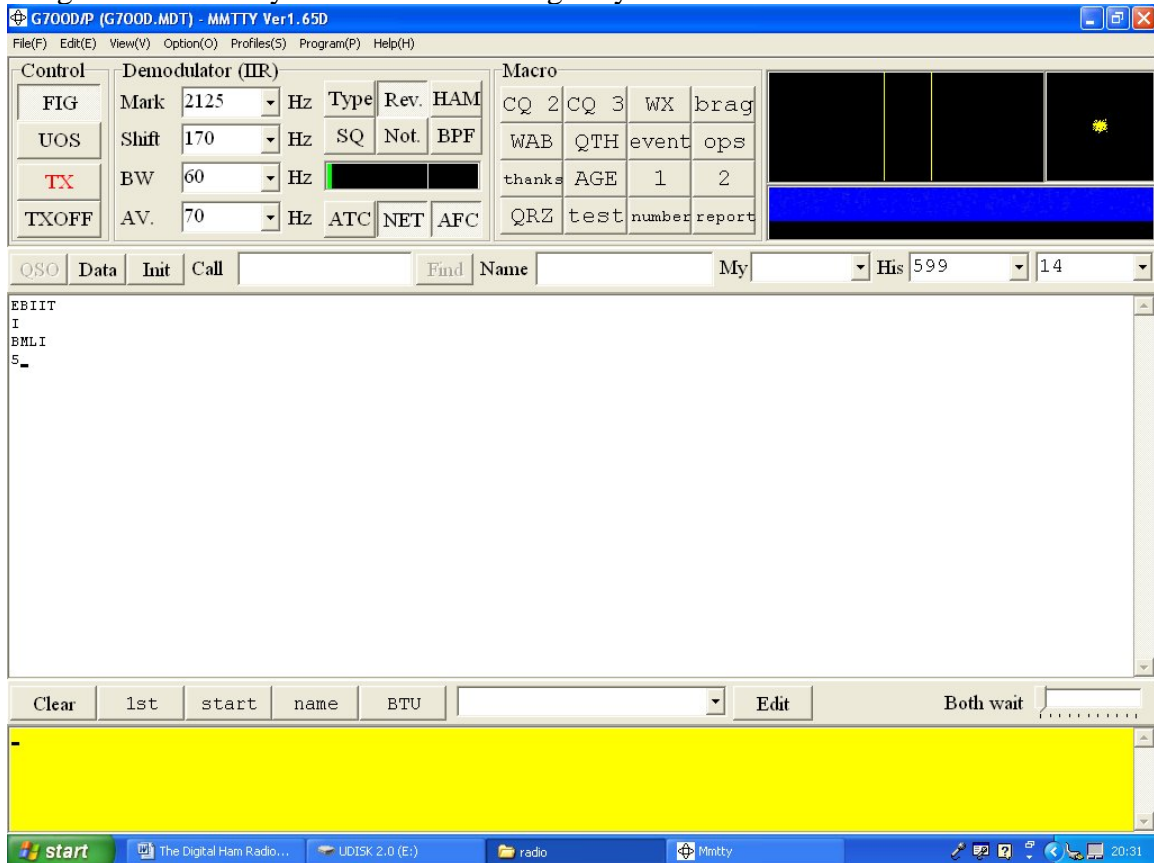 G7OOD/P (G7OOD.MDT) - MMTTY Ver1.65D
File(F) Edit(E) View(V) Option(O) Profiles(S) Program(P) Help(H)
Control Demodulator (IIR) Macro
FIG Mark 2125 Hz Type Rev. HAM CQ 2 CQ 3 WX brag
UOS Shift 170 Hz SQ Not. BPF WAB QTH event ops
TX BW 60 Hz thanks AGE 1 2
TXOFF AV. 70 Hz ATC NET AFC QRZ test number report
QSO Data Init Call Find Name My His 599 14
EBIIT
I
BMLI
5
Clear 1st start name BTU Edit Both wait
start The Digital Ham Radio... UDISK 2.0 (E:) radio Mmtty 20:31